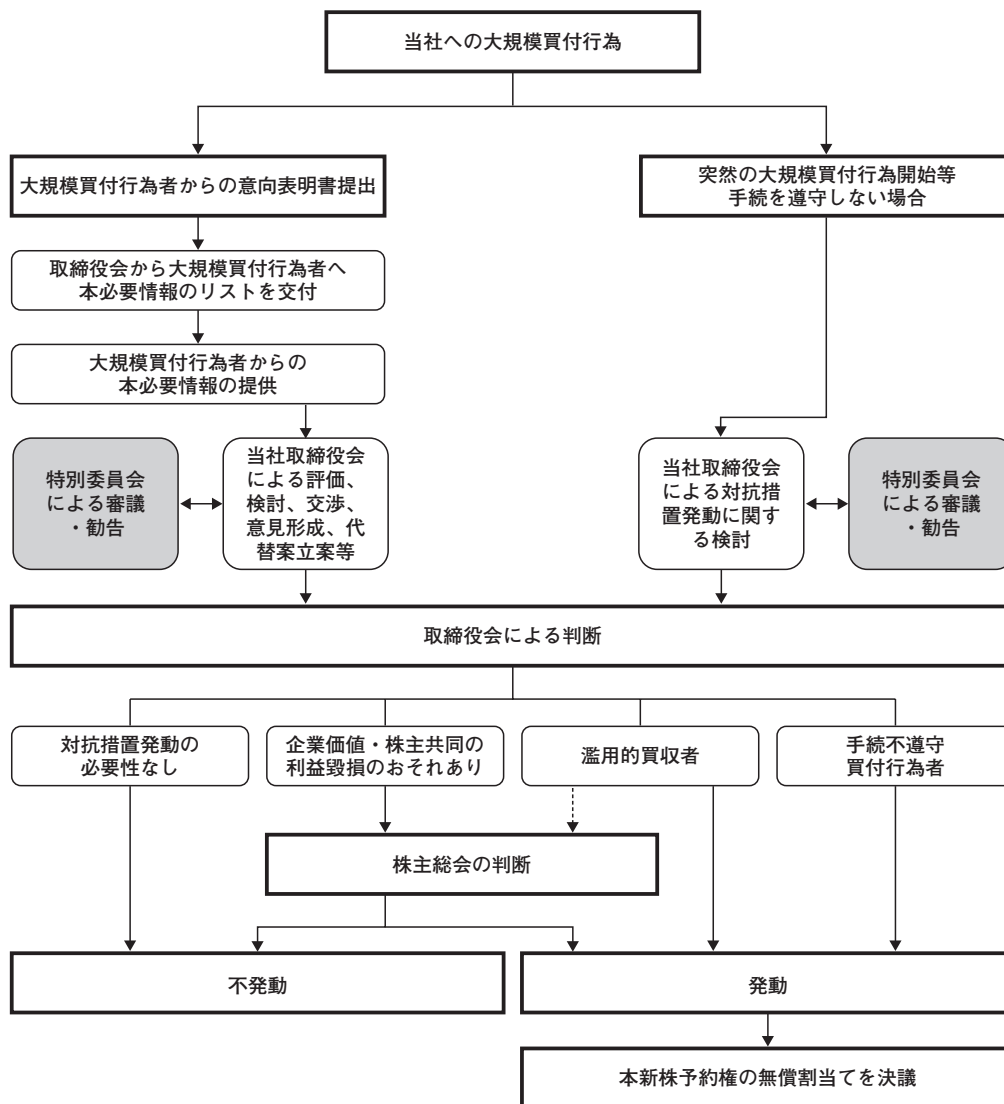 当社への大規模買付行為
大規模買付行為者からの意向表明書提出
突然の大規模買付行為開始等
手続を遵守しない場合
取締役会から大規模買付行為者へ
本必要情報のリストを交付
大規模買付行為者からの
本必要情報の提供
特別委員会
による審議
・勧告
当社取締役会
による評価、
検討、交渉、
意見形成、代
替案立案等
当社取締役会
による対抗措
置発動に関す
る検討
特別委員会
による審議
・勧告
取締役会による判断
対抗措置発動の
必要性なし
企業価値・株主共同の
利益毀損のおそれあり
濫用的買収者
手続不遵守
買付行為者
株主総会の判断
不発動
発動
本新株予約権の無償割当てを決議